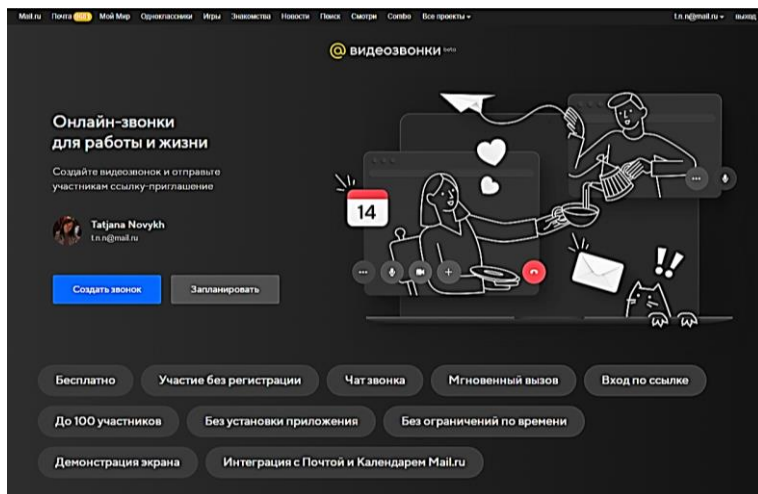 Mail.ru Почта Мой Мир Одноклассники Игры Знакомства Новости Поиск Смотри Combo Все проекты t.n.n@mail.ru выход
видеозвонки beta
Онлайн-звонки
для работы и жизни
Создайте видеозвонок и отправьте
участникам ссылку-приглашение
14
Tatjana Novykh
t.n.n@mail.ru
Создать звонок Запланировать
Бесплатно Участие без регистрации Чат звонка Мгновенный вызов Вход по ссылке
До 100 участников Без установки приложения Без ограничений по времени
Демонстрация экрана Интеграция с Почтой и Календарем Mail.ru